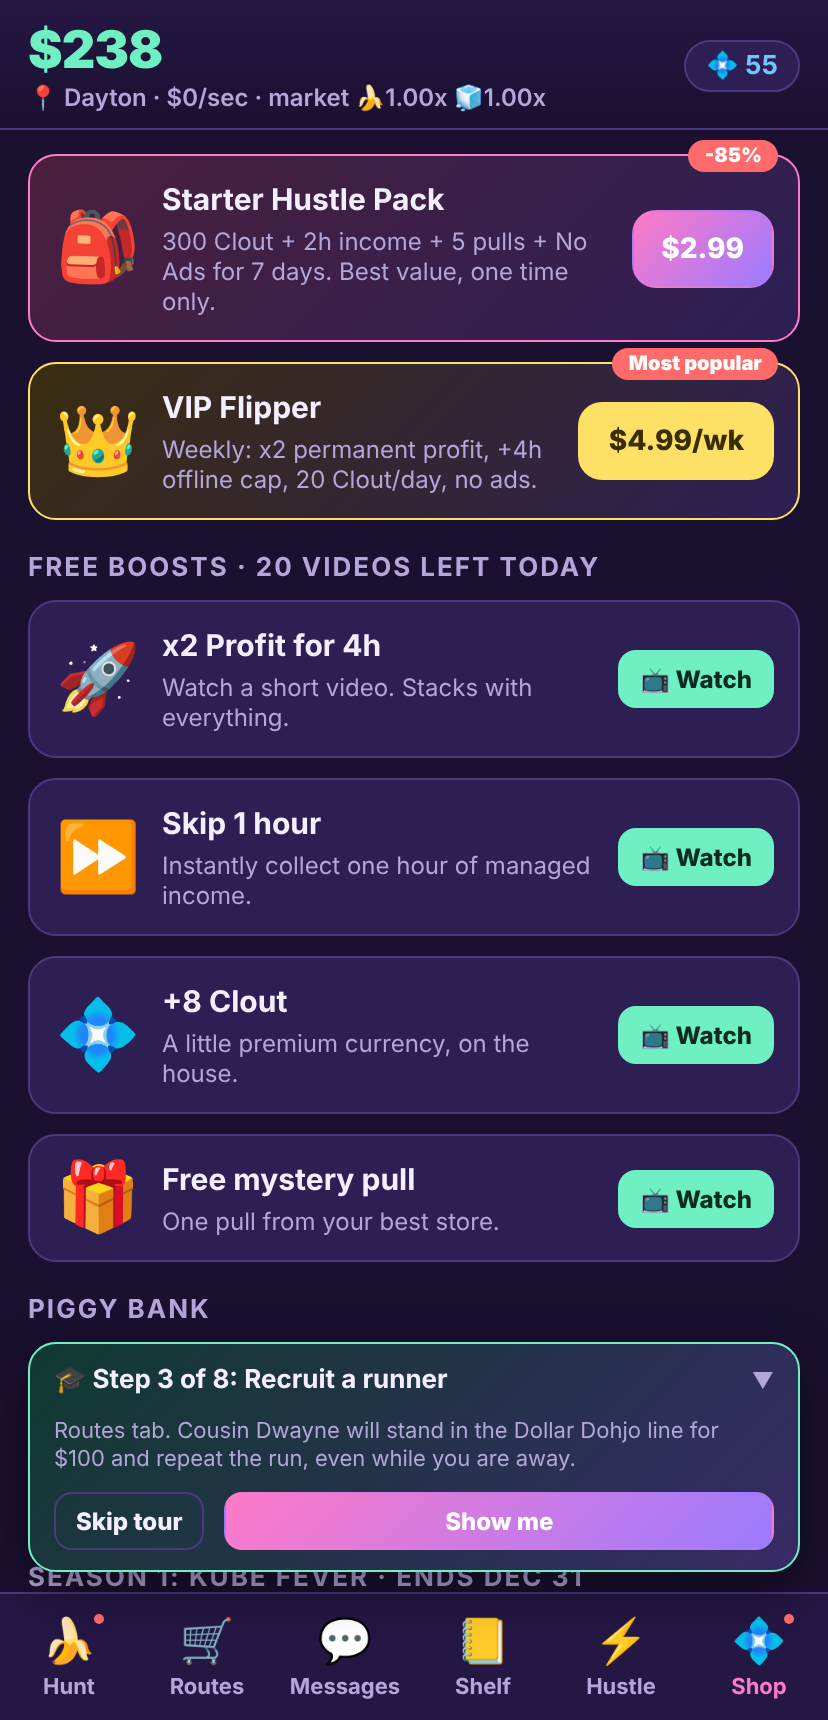 $238
Dayton · $0/sec · market 1.00x 1.00x
55
-85%
Starter Hustle Pack
300 Clout + 2h income + 5 pulls + No
Ads for 7 days. Best value, one time
only.
$2.99
Most popular
VIP Flipper
Weekly: x2 permanent profit, +4h
offline cap, 20 Clout/day, no ads.
$4.99/wk
FREE BOOSTS · 20 VIDEOS LEFT TODAY
x2 Profit for 4h
Watch a short video. Stacks with
everything.
Watch
Skip 1 hour
Instantly collect one hour of managed
income.
Watch
+8 Clout
A little premium currency, on the
house.
Watch
Free mystery pull
One pull from your best store.
Watch
PIGGY BANK
Step 3 of 8: Recruit a runner
Routes tab. Cousin Dwayne will stand in the Dollar Dohjo line for
$100 and repeat the run, even while you are away.
Skip tour
Show me
SEASON 1: KUBE FEVER · ENDS DEC 31
Hunt
Routes
Messages
Shelf
Hustle
Shop